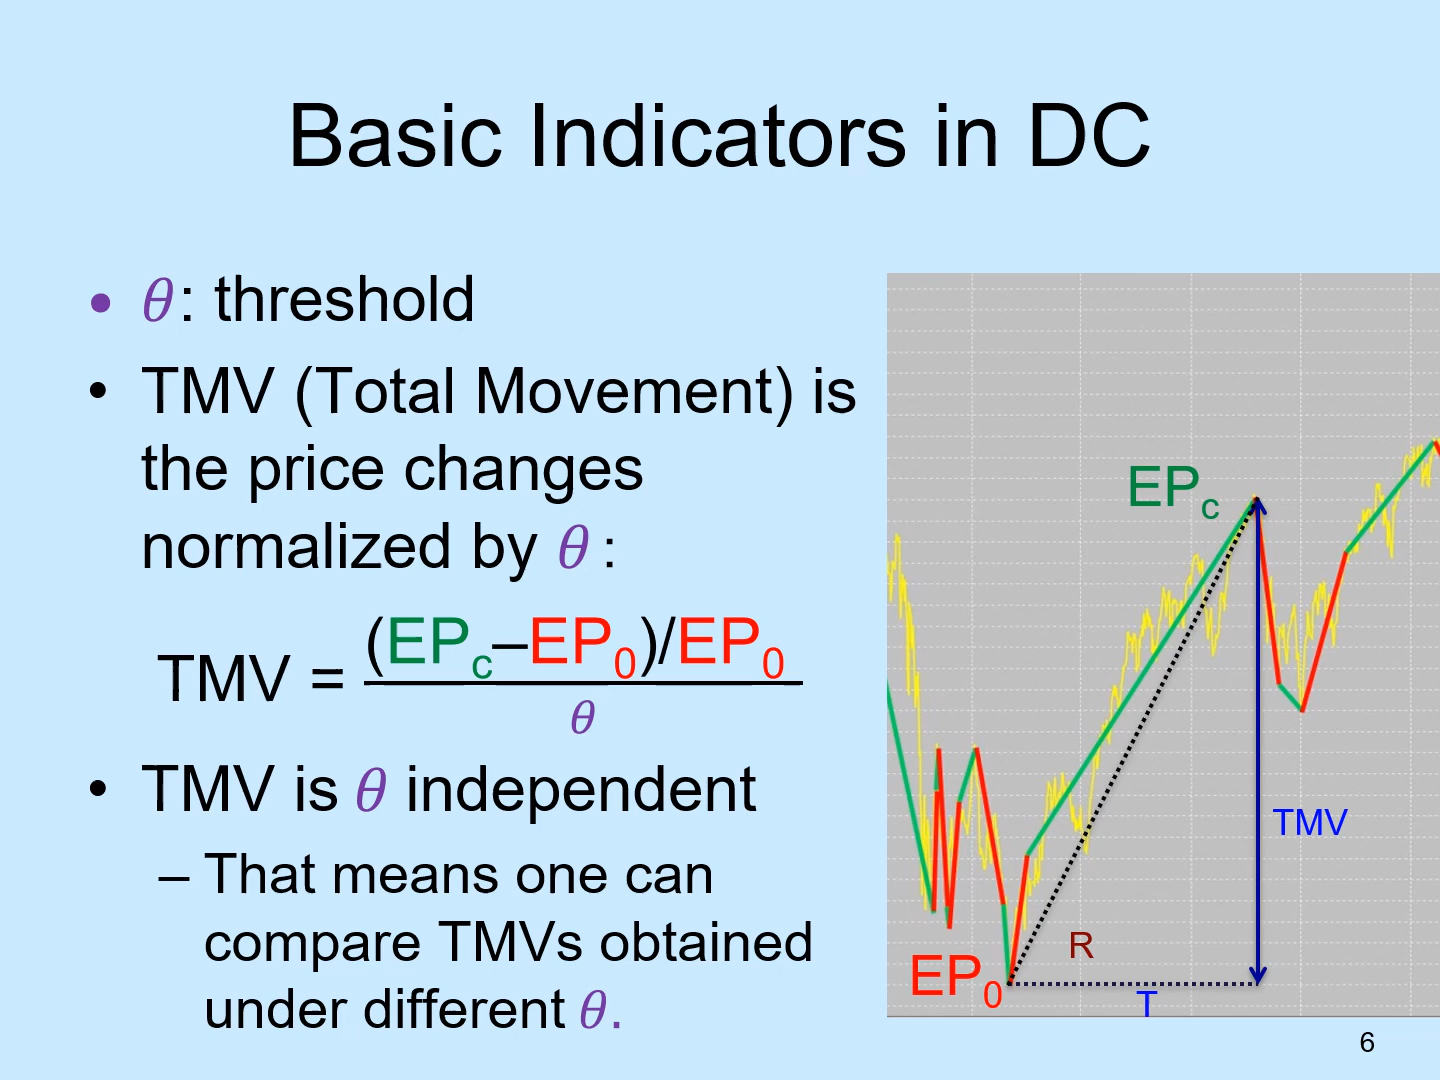 Basic Indicators in DC
• θ: threshold
• TMV (Total Movement) is
the price changes
normalized by θ :
TMV = (EPc–EP0)/EP0
θ
• TMV is θ independent
– That means one can
compare TMVs obtained
under different θ.
EPc
TMV
R
EP0
T
6